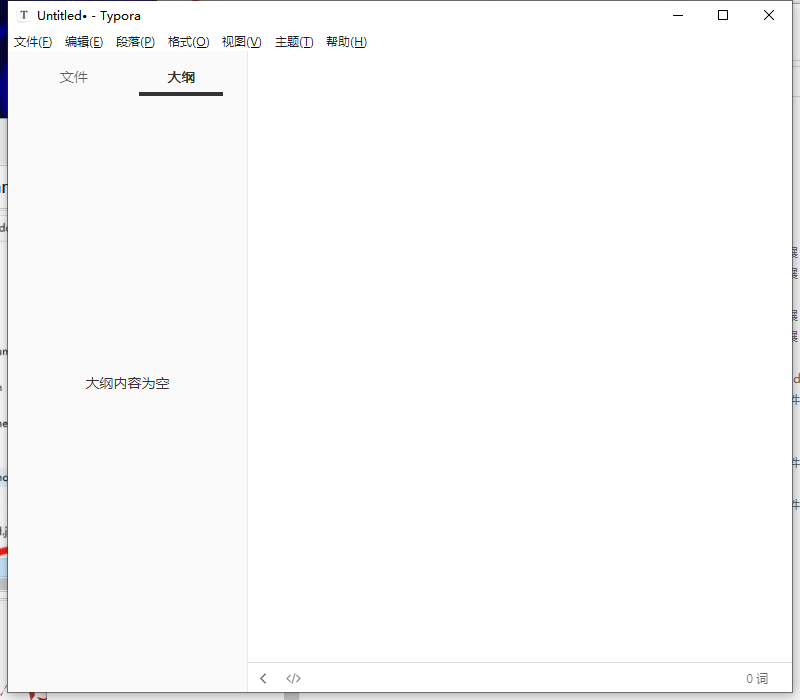 T Untitled• - Typora
文件(F) 编辑(E) 段落(P) 格式(O) 视图(V) 主题(T) 帮助(H)
文件 大纲
大纲内容为空
</> 0 词